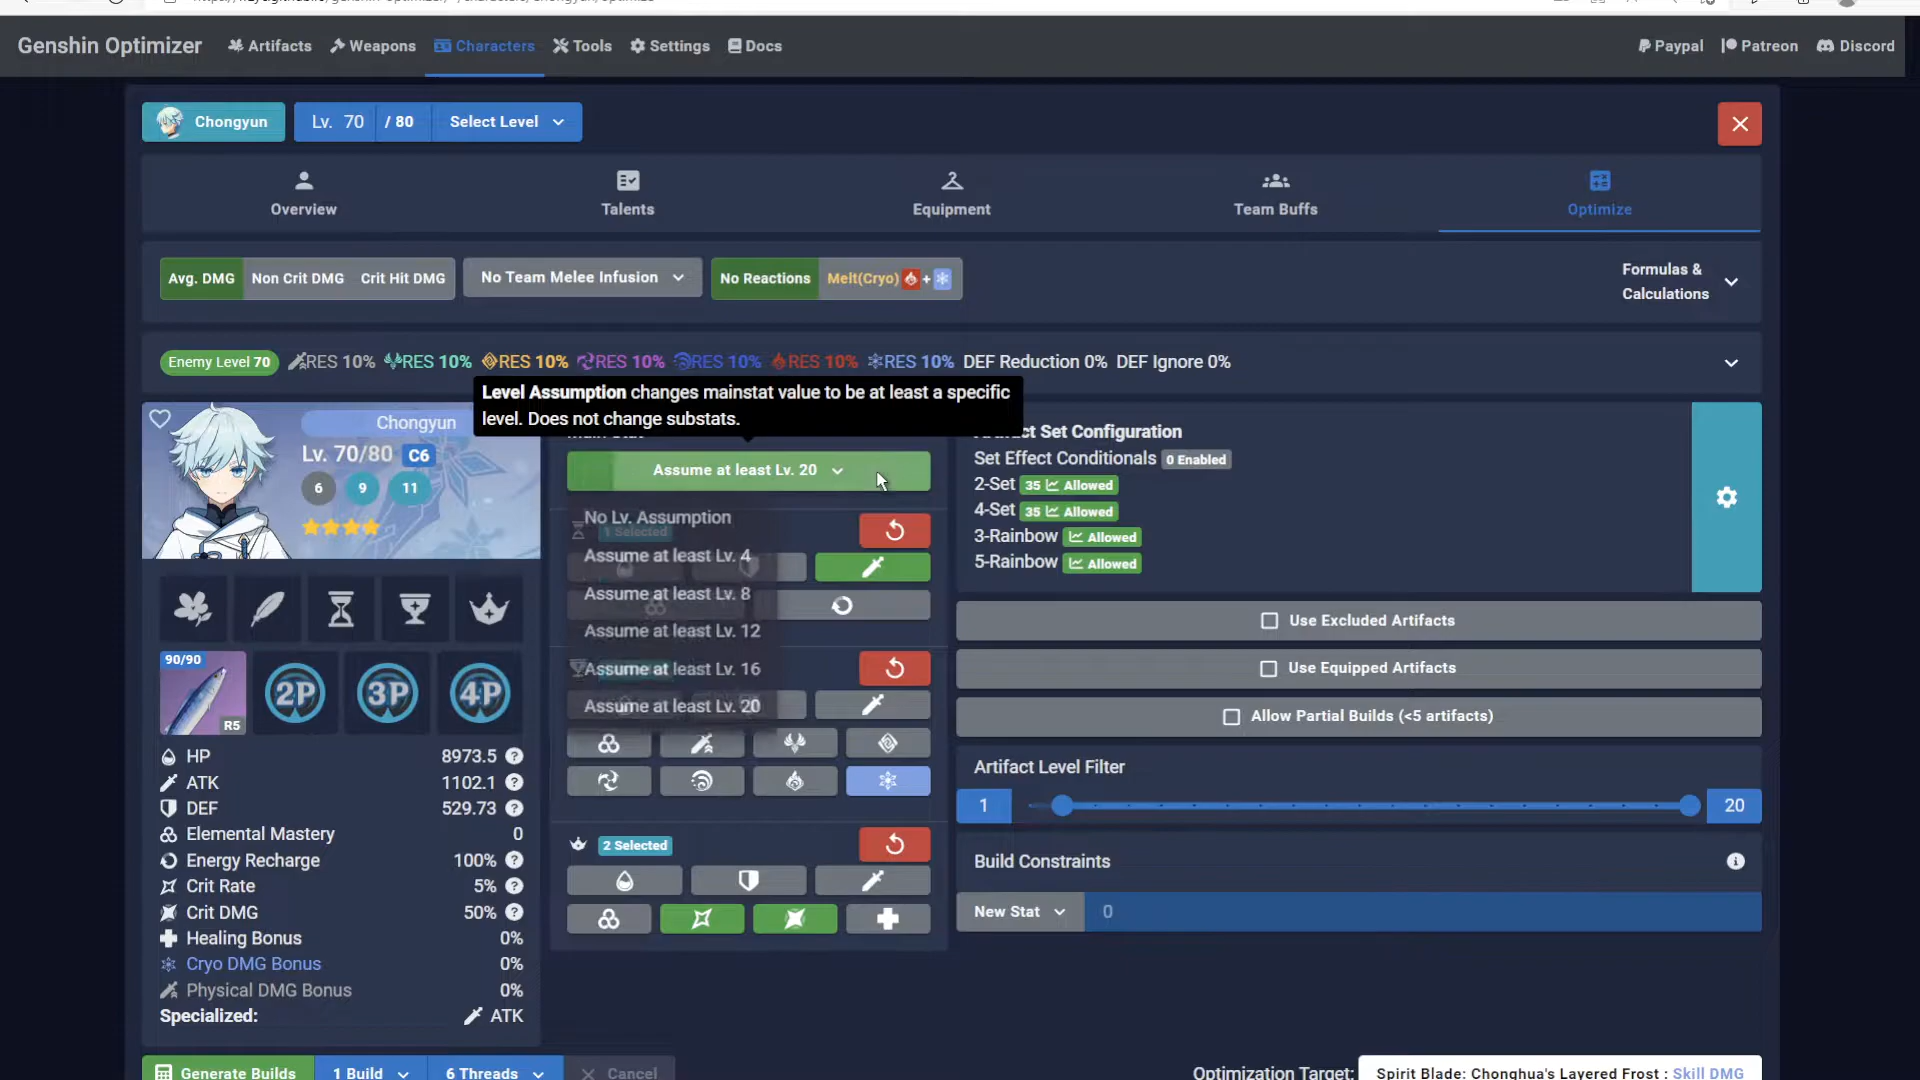 Genshin Optimizer Artifacts Weapons Characters Tools Settings Docs Paypal Patreon Discord
Chongyun Lv. 70 / 80 Select Level
Overview Talents Equipment Team Buffs Optimize
Avg. DMG Non Crit DMG Crit Hit DMG No Team Melee Infusion No Reactions Melt(Cryo) + Formulas &
Calculations
Enemy Level 70 RES 10% RES 10% RES 10% RES 10% RES 10% RES 10% RES 10% DEF Reduction 0% DEF Ignore 0%
Level Assumption changes mainstat value to be at least a specific
level. Does not change substats.
Chongyun
Lv. 70/80 C6
6 9 11
90/90
R5
2P 3P 4P
HP 8973.5
ATK 1102.1
DEF 529.73
Elemental Mastery 0
Energy Recharge 100%
Crit Rate 5%
Crit DMG 50%
Healing Bonus 0%
Cryo DMG Bonus 0%
Physical DMG Bonus 0%
Specialized: ATK
Assume at least Lv. 20
No Lv. Assumption
1 Selected
Assume at least Lv. 4
Assume at least Lv. 8
Assume at least Lv. 12
Assume at least Lv. 16
Assume at least Lv. 20
2 Selected
Artifact Set Configuration
Set Effect Conditionals 0 Enabled
2-Set 35 Allowed
4-Set 35 Allowed
3-Rainbow Allowed
5-Rainbow Allowed
Use Excluded Artifacts
Use Equipped Artifacts
Allow Partial Builds (<5 artifacts)
Artifact Level Filter
1 20
Build Constraints
New Stat 0
Generate Builds 1 Build 6 Threads Cancel Optimization Target: Spirit Blade: Chonghua's Layered Frost : Skill DMG